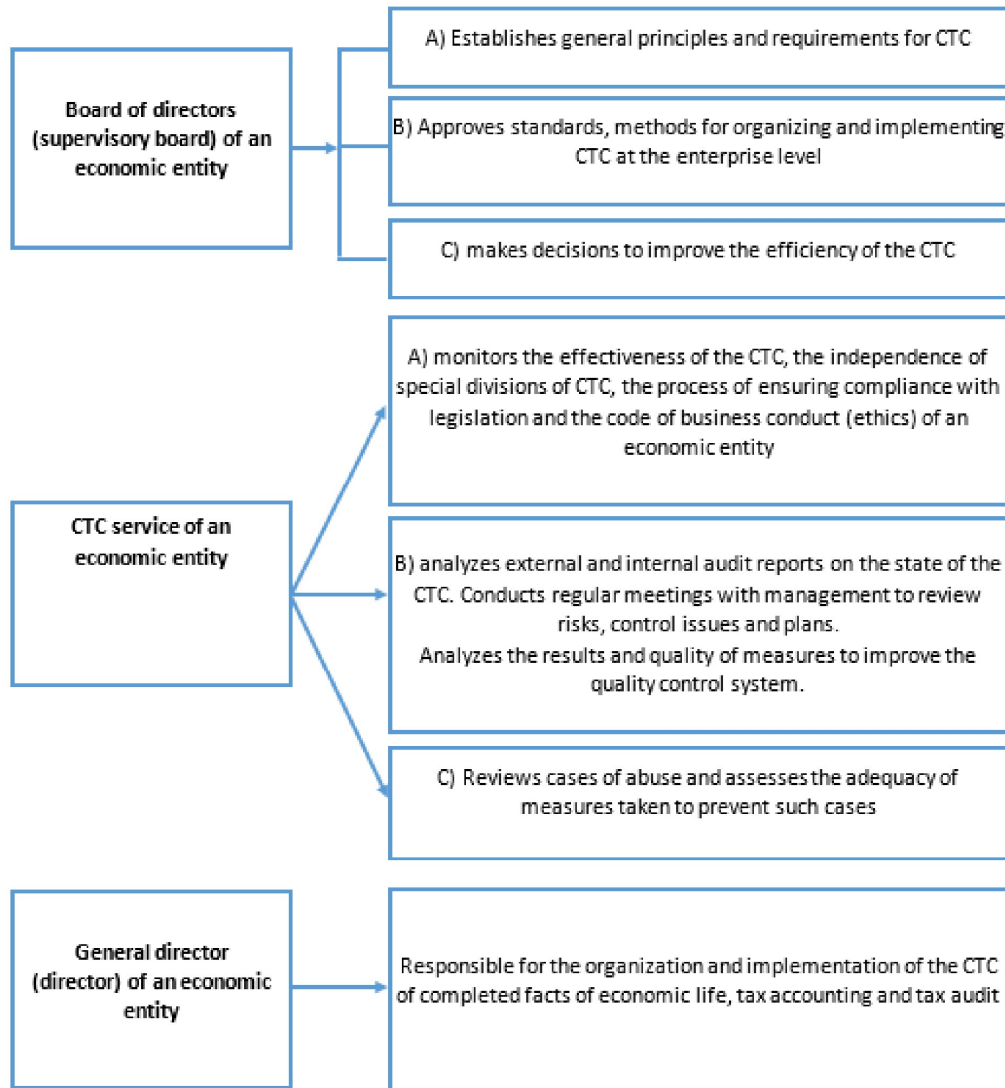 A) Establishes general principles and requirements for CTC
Board of directors
(supervisory board) of an
economic entity
B) Approves standards, methods for organizing and implementing
CTC at the enterprise level
C) makes decisions to improve the efficiency of the CTC
A) monitors the effectiveness of the CTC, the independence of
special divisions of CTC, the process of ensuring compliance with
legislation and the code of business conduct (ethics) of an
economic entity
CTC service of an
economic entity
B) analyzes external and internal audit reports on the state of the
CTC. Conducts regular meetings with management to review
risks, control issues and plans.
Analyzes the results and quality of measures to improve the
quality control system.
C) Reviews cases of abuse and assesses the adequacy of
measures taken to prevent such cases
General director
(director) of an economic
entity
Responsible for the organization and implementation of the CTC
of completed facts of economic life, tax accounting and tax audit